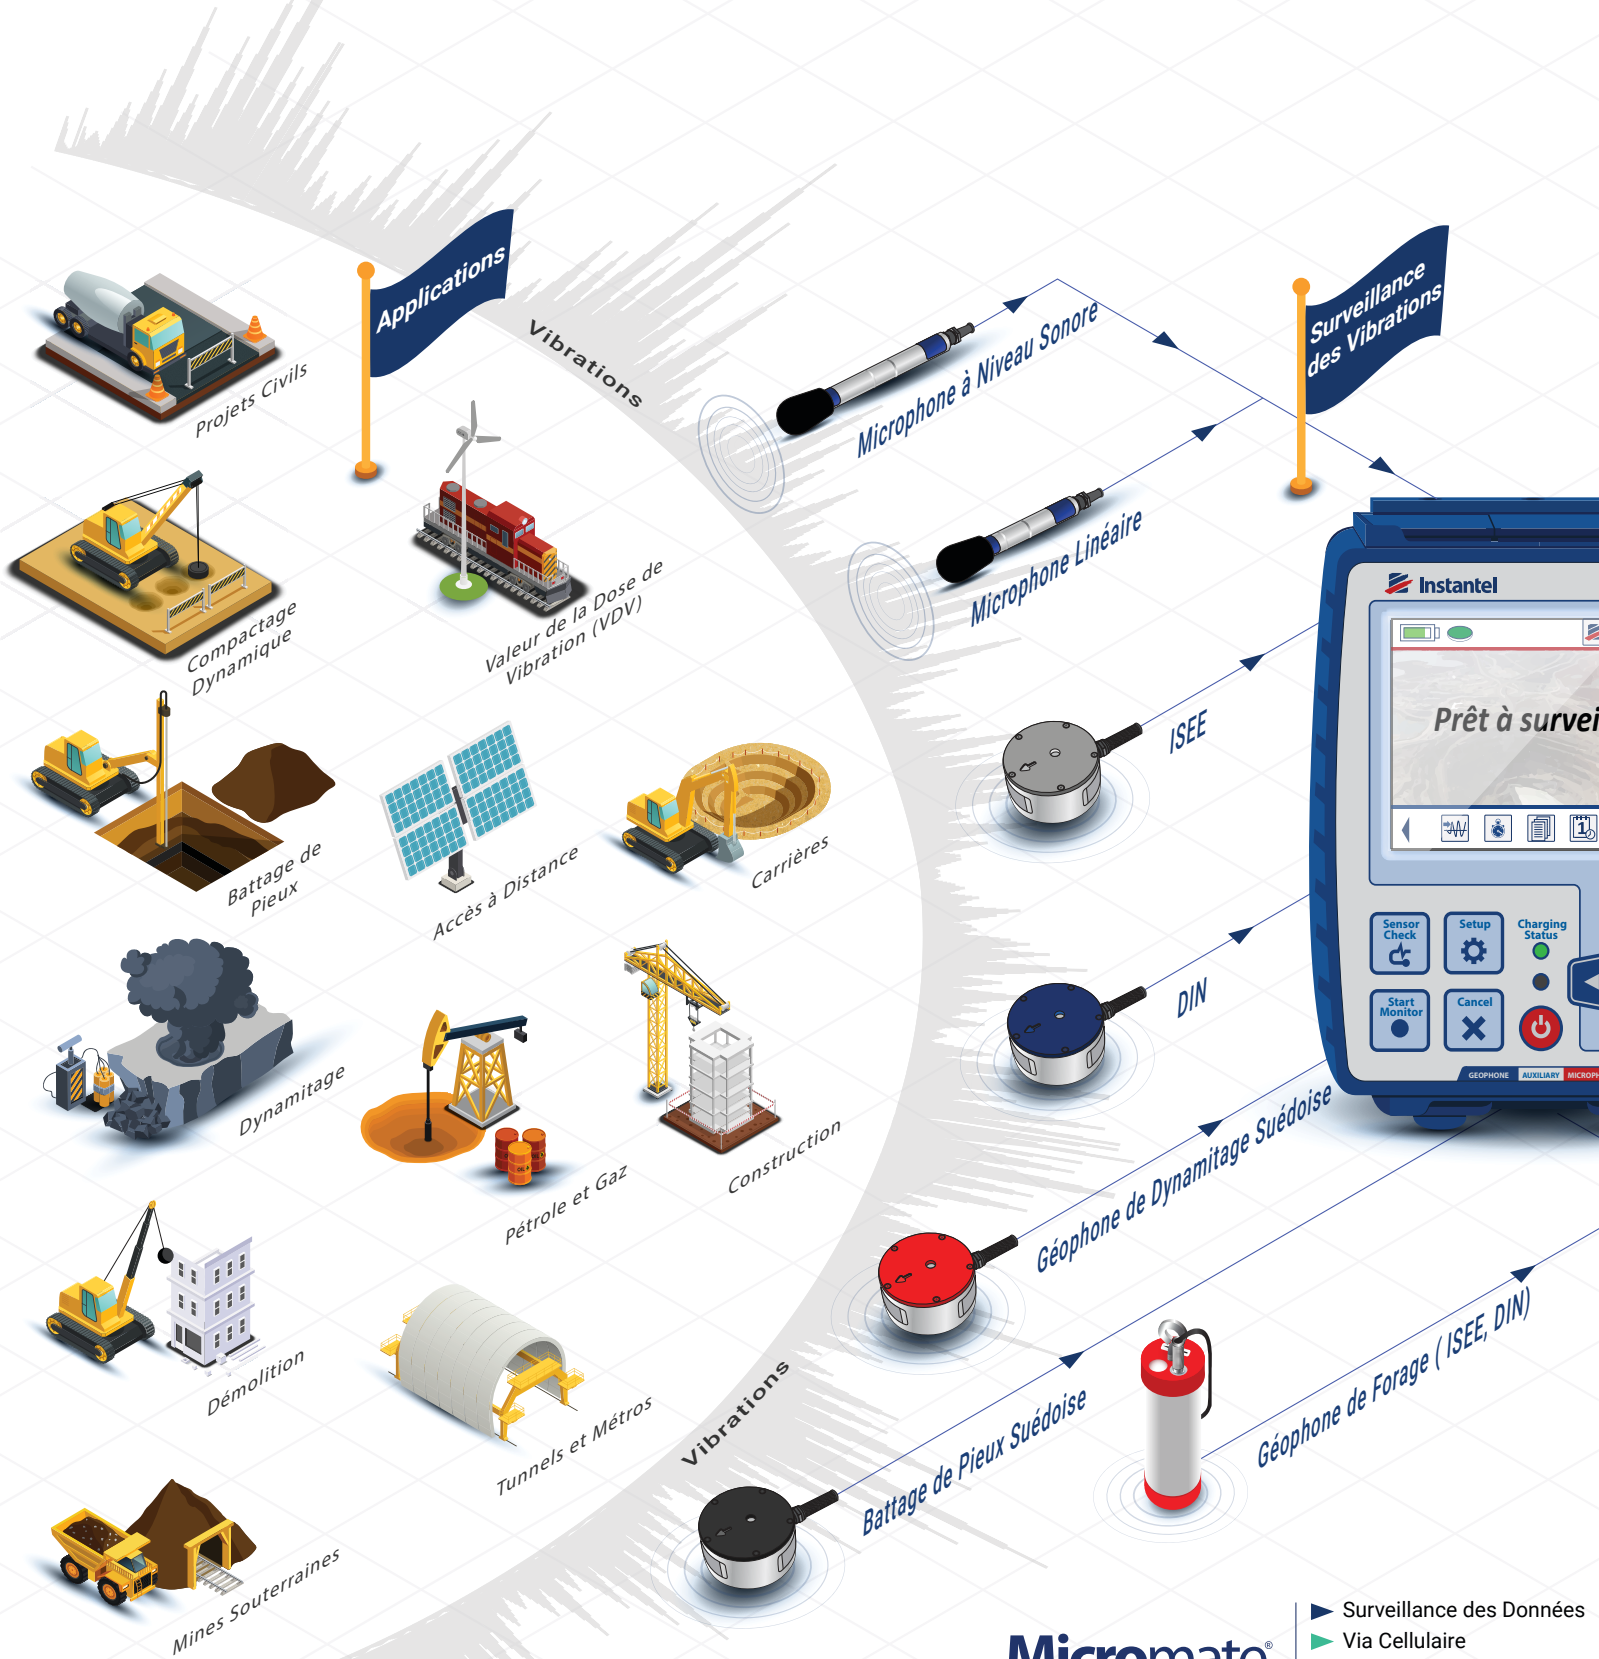 Applications
Projets Civils
Compactage
Dynamique
Valeur de la Dose de
Vibration (VDV)
Battage de
Pieux
Accès à Distance
Carrières
Dynamitage
Pétrole et Gaz
Construction
Démolition
Tunnels et Métros
Mines Souterraines
Vibrations
Vibrations
Microphone à Niveau Sonore
Microphone Linéaire
ISEE
DIN
Géophone de Dynamitage Suédoise
Battage de Pieux Suédoise
Géophone de Forage ( ISEE, DIN)
Surveillance
des Vibrations
Instantel
Prêt à survei
1
Sensor
Check
Setup
Charging
Status
Start
Monitor
Cancel
GEOPHONE
AUXILIARY
MICROPH
OIL
Micromate®
Surveillance des Données
Via Cellulaire